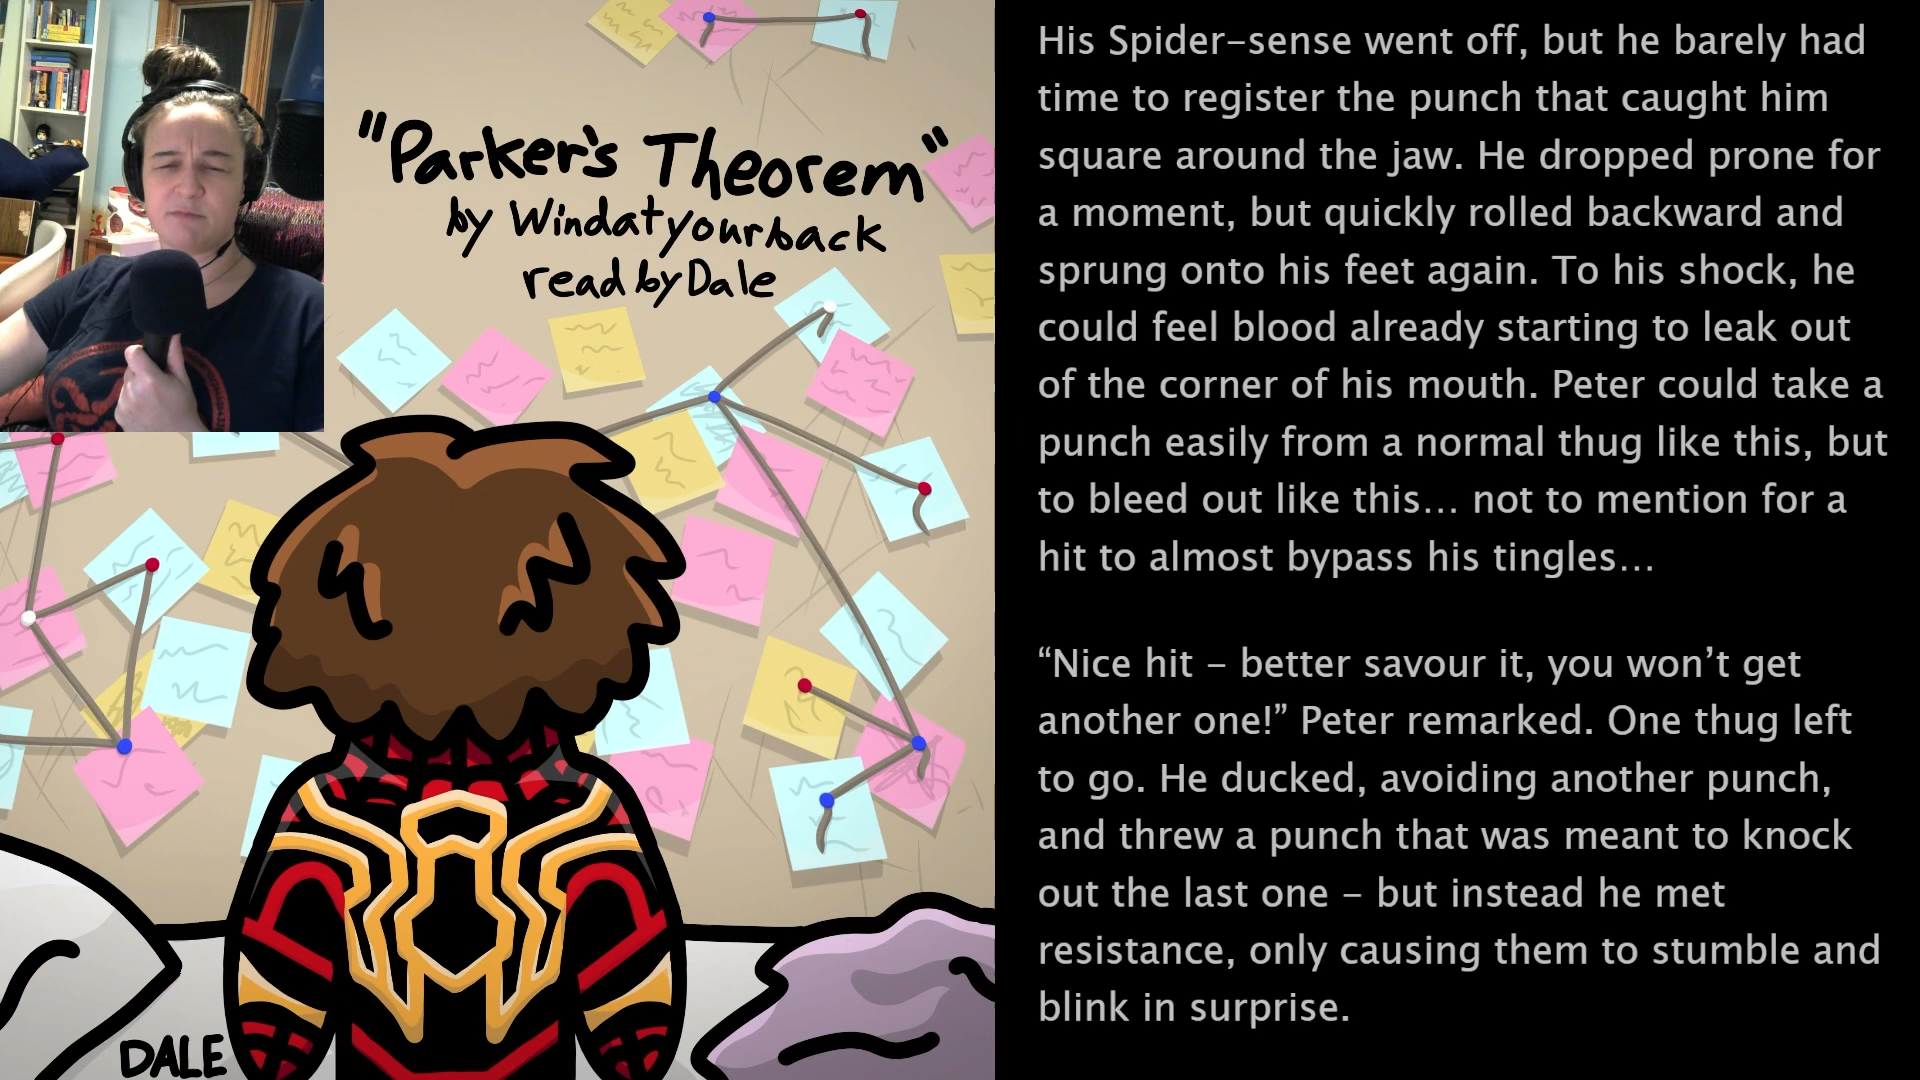 "Parker's Theorem"
by Windatyourback
read by Dale
DALE
His Spider-sense went off, but he barely had
time to register the punch that caught him
square around the jaw. He dropped prone for
a moment, but quickly rolled backward and
sprung onto his feet again. To his shock, he
could feel blood already starting to leak out
of the corner of his mouth. Peter could take a
punch easily from a normal thug like this, but
to bleed out like this… not to mention for a
hit to almost bypass his tingles…
“Nice hit – better savour it, you won’t get
another one!” Peter remarked. One thug left
to go. He ducked, avoiding another punch,
and threw a punch that was meant to knock
out the last one – but instead he met
resistance, only causing them to stumble and
blink in surprise.